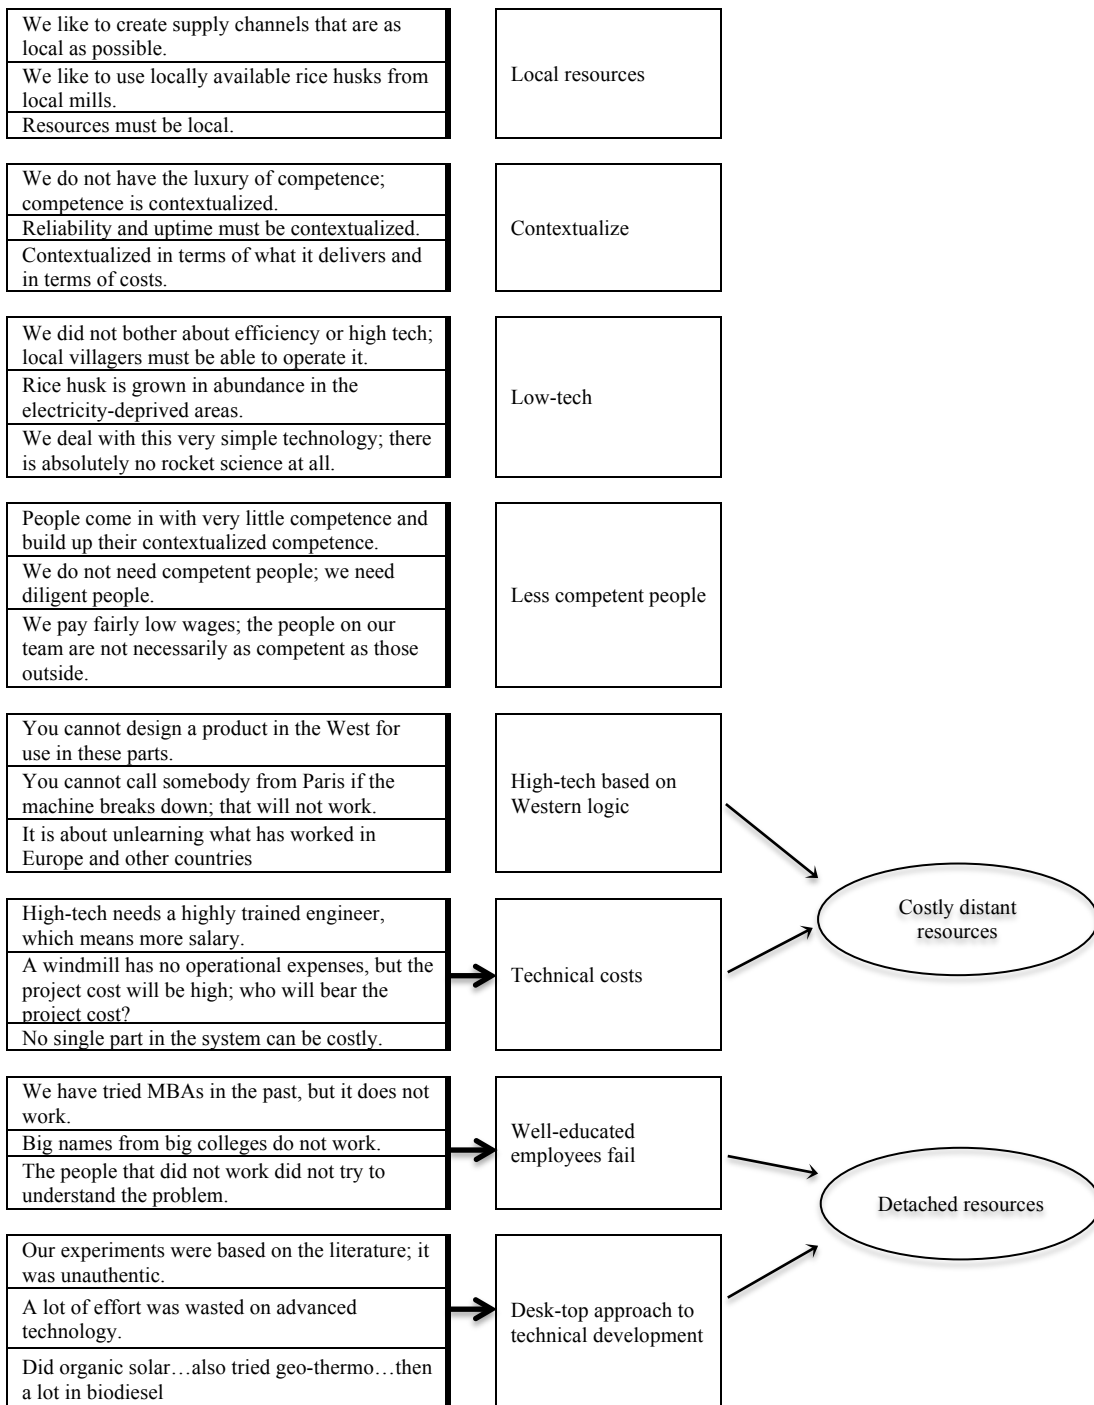 We like to create supply channels that are as
local as possible.
We like to use locally available rice husks from
local mills.
Resources must be local.
Local resources
We do not have the luxury of competence;
competence is contextualized.
Reliability and uptime must be contextualized.
Contextualized in terms of what it delivers and
in terms of costs.
Contextualize
We did not bother about efficiency or high tech;
local villagers must be able to operate it.
Rice husk is grown in abundance in the
electricity-deprived areas.
We deal with this very simple technology; there
is absolutely no rocket science at all.
Low-tech
People come in with very little competence and
build up their contextualized competence.
We do not need competent people; we need
diligent people.
We pay fairly low wages; the people on our
team are not necessarily as competent as those
outside.
Less competent people
You cannot design a product in the West for
use in these parts.
You cannot call somebody from Paris if the
machine breaks down; that will not work.
It is about unlearning what has worked in
Europe and other countries
High-tech based on
Western logic
High-tech needs a highly trained engineer,
which means more salary.
A windmill has no operational expenses, but the
project cost will be high; who will bear the
project cost?
No single part in the system can be costly.
Technical costs
Costly distant
resources
We have tried MBAs in the past, but it does not
work.
Big names from big colleges do not work.
The people that did not work did not try to
understand the problem.
Well-educated
employees fail
Our experiments were based on the literature; it
was unauthentic.
A lot of effort was wasted on advanced
technology.
Did organic solar…also tried geo-thermo…then
a lot in biodiesel
Desk-top approach to
technical development
Detached resources